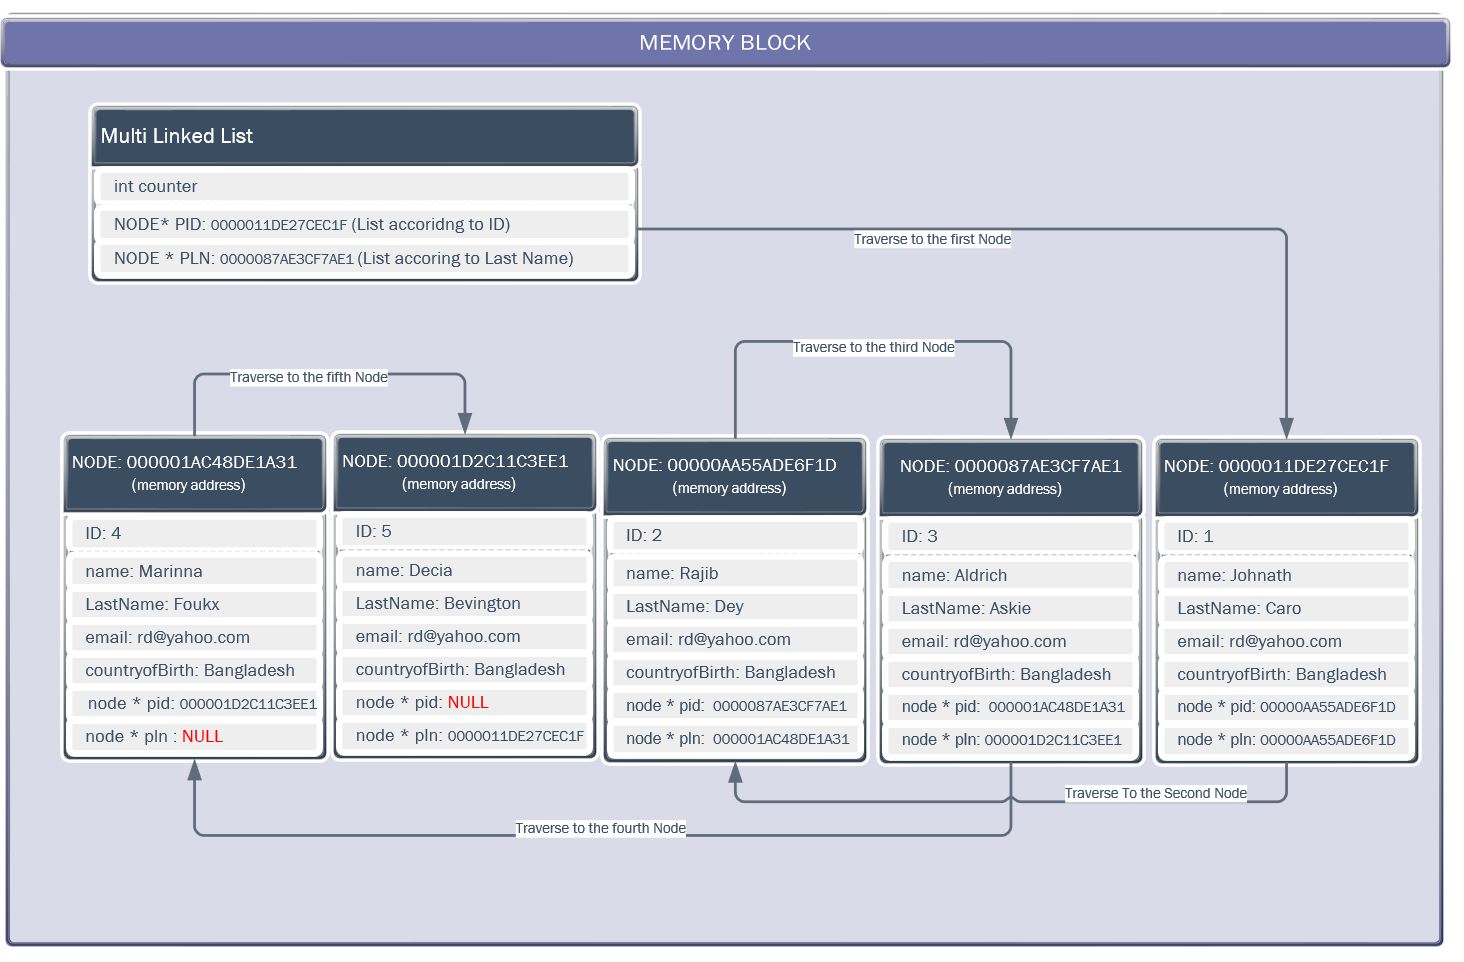 MEMORY BLOCK
Multi Linked List
int counter
NODE* PID: 0000011DE27CEC1F (List accoridng to ID)
NODE * PLN: 0000087AE3CF7AE1 (List accoring to Last Name)
Traverse to the first Node
Traverse to the third Node
Traverse to the fifth Node
NODE: 000001AC48DE1A31
(memory address)
ID: 4
name: Marinna
LastName: Foukx
email: rd@yahoo.com
countryofBirth: Bangladesh
node * pid: 000001D2C11C3EE1
node * pln : NULL
NODE: 000001D2C11C3EE1
(memory address)
ID: 5
name: Decia
LastName: Bevington
email: rd@yahoo.com
countryofBirth: Bangladesh
node * pid: NULL
node * pln: 0000011DE27CEC1F
NODE: 00000AA55ADE6F1D
(memory address)
ID: 2
name: Rajib
LastName: Dey
email: rd@yahoo.com
countryofBirth: Bangladesh
node * pid: 0000087AE3CF7AE1
node * pln: 000001AC48DE1A31
NODE: 0000087AE3CF7AE1
(memory address)
ID: 3
name: Aldrich
LastName: Askie
email: rd@yahoo.com
countryofBirth: Bangladesh
node * pid: 000001AC48DE1A31
node * pln: 000001D2C11C3EE1
NODE: 0000011DE27CEC1F
(memory address)
ID: 1
name: Johnath
LastName: Caro
email: rd@yahoo.com
countryofBirth: Bangladesh
node * pid: 00000AA55ADE6F1D
node * pln: 00000AA55ADE6F1D
Traverse To the Second Node
Traverse to the fourth Node